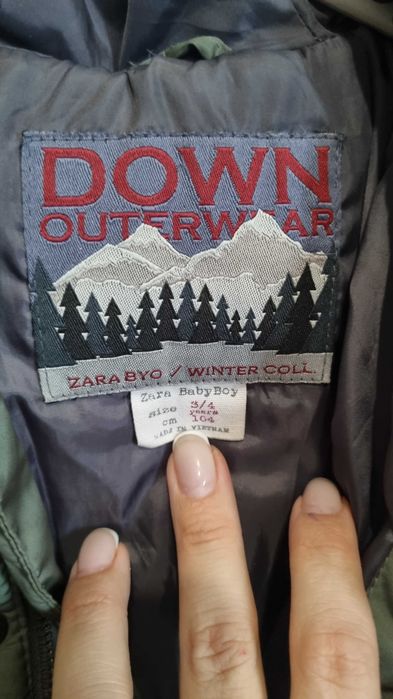 DOWN
OUTERWEAR
ZARA BYO / WINTER COLL.
Zara BabyBoy
size 3/4 years
cm 104
MADE IN VIETNAM